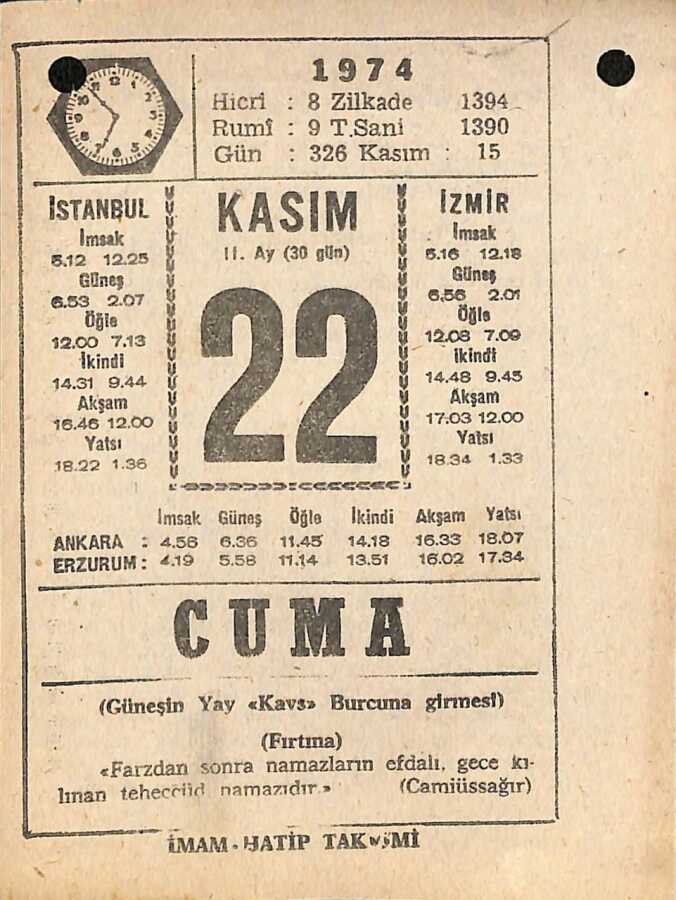 1974
Hicri : 8 Zilkade 1394
Rumî : 9 T.Sani 1390
Gün : 326 Kasım : 15
İSTANBUL
İmsak
5.12 12.25
Güneş
6.53 2.07
Öğle
12.00 7.13
İkindi
14.31 9.44
Akşam
16.46 12.00
Yatsı
18.22 1.36
KASIM
11. Ay (30 gün)
22
İZMİR
İmsak
5.16 12.13
Güneş
6.56 2.01
Öğle
12.03 7.09
İkindi
14.48 9.45
Akşam
17.03 12.00
Yatsı
18.34 1.33
İmsak Güneş Öğle İkindi Akşam Yatsı
ANKARA : 4.56 6.36 11.45 14.18 16.33 18.07
ERZURUM : 4.19 5.58 11.14 13.51 16.02 17.34
CUMA
(Güneşin Yay «Kavs» Burcuna girmesi)
(Fırtına)
«Farzdan sonra namazların efdalı, gece kı-
lınan teheccüd namazıdır.» (Camiüssağır)
İMAM-HATİP TAKVİMİ